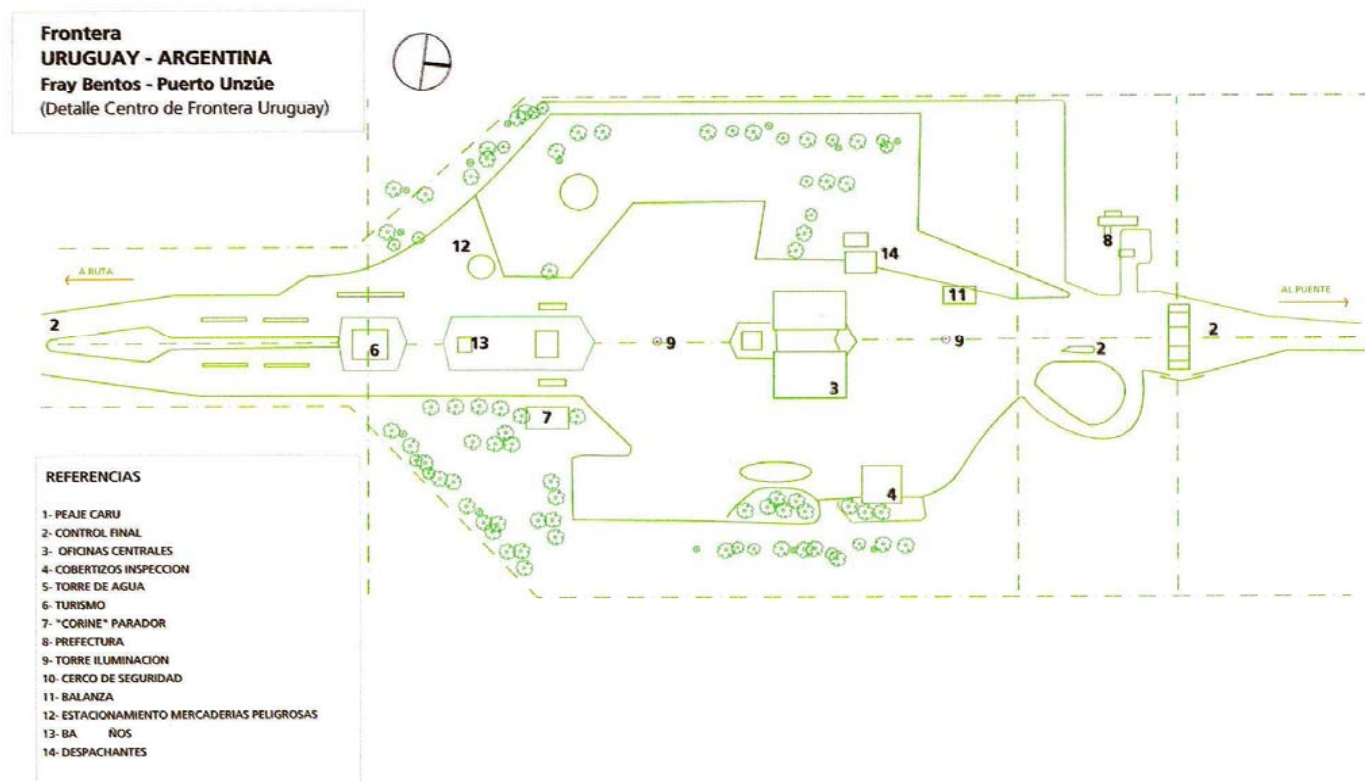 Frontera
URUGUAY - ARGENTINA
Fray Bentos - Puerto Unzúe
(Detalle Centro de Frontera Uruguay)
12
14
8
A RUTA
11
AL PUENTE
2
2
6
13
9
9
2
3
7
4
REFERENCIAS
1- PEAJE CARU
2- CONTROL FINAL
3- OFICINAS CENTRALES
4- COBERTIZOS INSPECCION
5- TORRE DE AGUA
6- TURISMO
7- "CORINE" PARADOR
8- PREFECTURA
9- TORRE ILUMINACION
10- CERCO DE SEGURIDAD
11- BALANZA
12- ESTACIONAMIENTO MERCADERIAS PELIGROSAS
13- BA ÑOS
14- DESPACHANTES